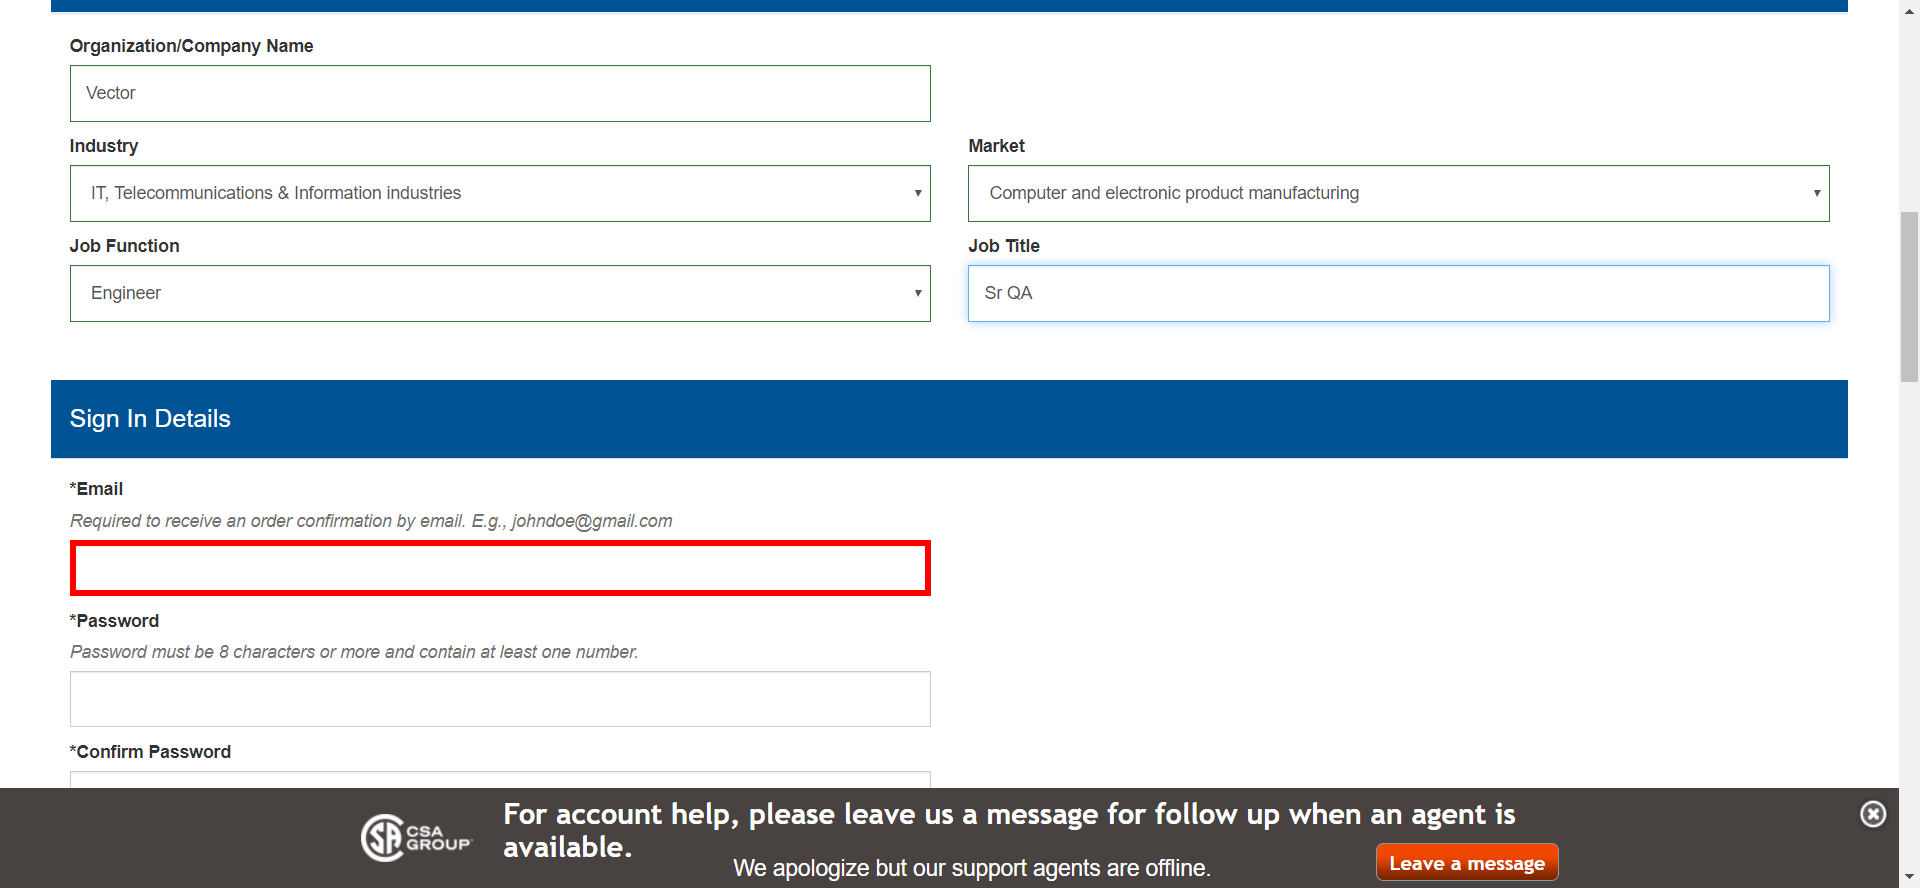 Organization/Company Name
Vector
Industry
Market
IT, Telecommunications & Information industries
Computer and electronic product manufacturing
Job Function
Job Title
Engineer
Sr QA
Sign In Details
*Email
Required to receive an order confirmation by email. E.g., johndoe@gmail.com
*Password
Password must be 8 characters or more and contain at least one number.
*Confirm Password
CSA
GROUP
For account help, please leave us a message for follow up when an agent is
available.
We apologize but our support agents are offline.
Leave a message